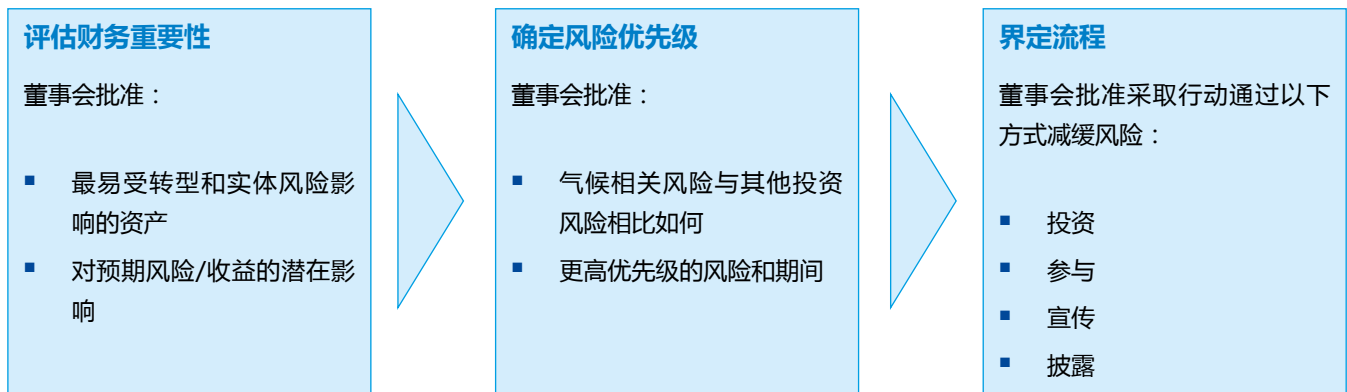 评估财务重要性
董事会批准：
▪ 最易受转型和实体风险影
响的资产
▪ 对预期风险/收益的潜在影
响
确定风险优先级
董事会批准：
▪ 气候相关风险与其他投资
风险相比如何
▪ 更高优先级的风险和期间
界定流程
董事会批准采取行动通过以下
方式减缓风险：
▪ 投资
▪ 参与
▪ 宣传
▪ 披露